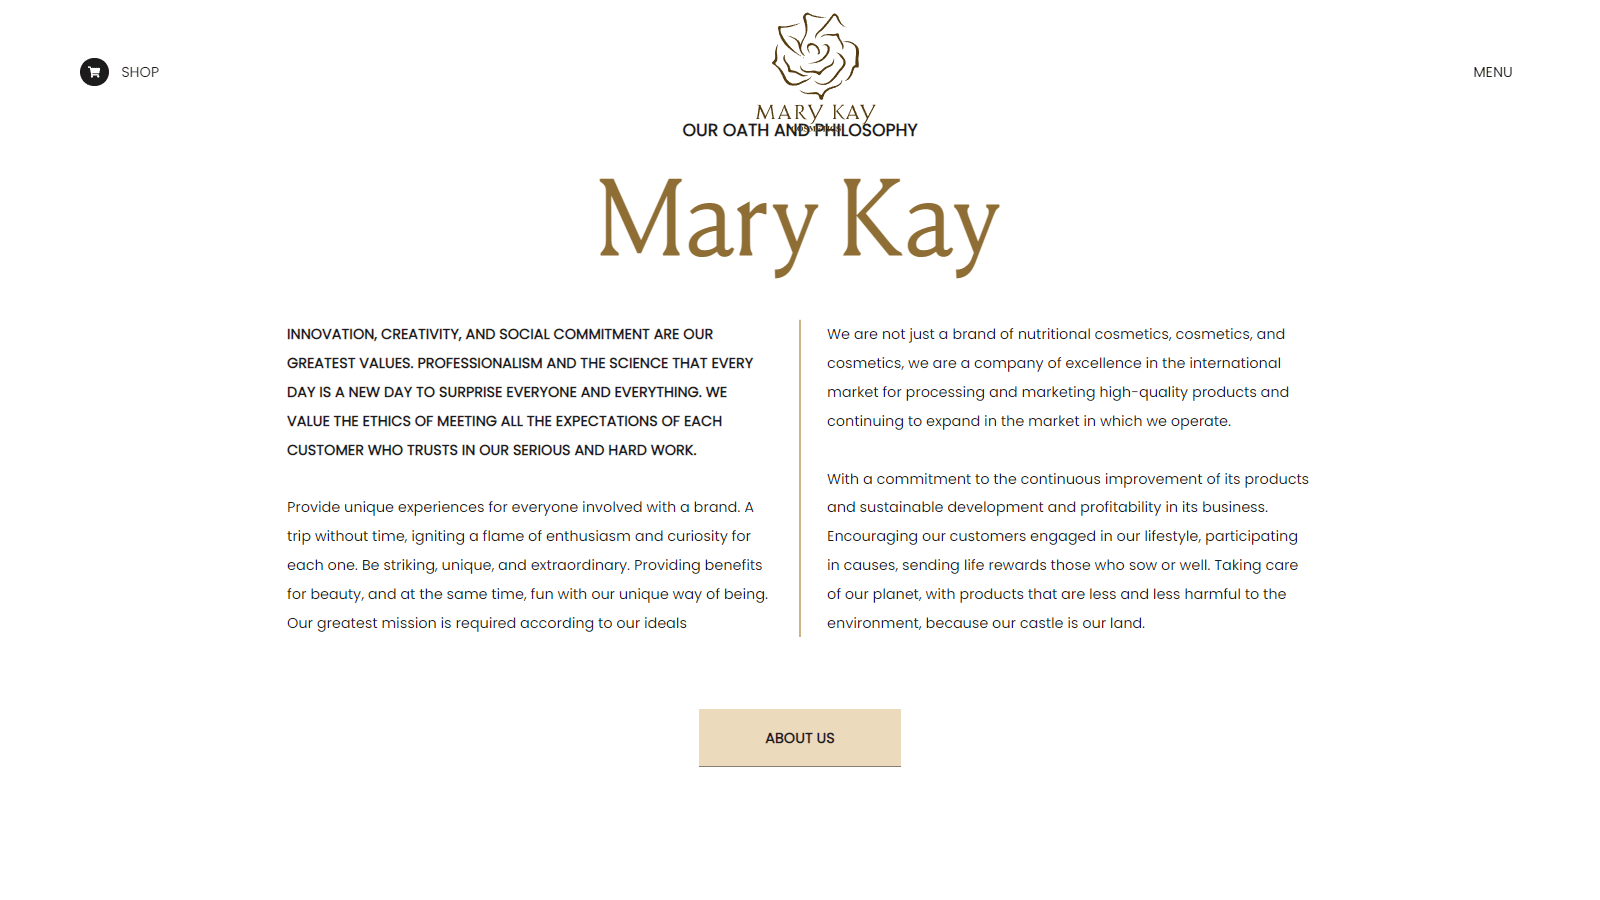 SHOP
MENU
MARY KAY
OUR OATH AND PHILOSOPHY
Mary Kay
INNOVATION, CREATIVITY, AND SOCIAL COMMITMENT ARE OUR
GREATEST VALUES. PROFESSIONALISM AND THE SCIENCE THAT EVERY
DAY IS A NEW DAY TO SURPRISE EVERYONE AND EVERYTHING. WE
VALUE THE ETHICS OF MEETING ALL THE EXPECTATIONS OF EACH
CUSTOMER WHO TRUSTS IN OUR SERIOUS AND HARD WORK.
Provide unique experiences for everyone involved with a brand. A
trip without time, igniting a flame of enthusiasm and curiosity for
each one. Be striking, unique, and extraordinary. Providing benefits
for beauty, and at the same time, fun with our unique way of being.
Our greatest mission is required according to our ideals
We are not just a brand of nutritional cosmetics, cosmetics, and
cosmetics, we are a company of excellence in the international
market for processing and marketing high-quality products and
continuing to expand in the market in which we operate.
With a commitment to the continuous improvement of its products
and sustainable development and profitability in its business.
Encouraging our customers engaged in our lifestyle, participating
in causes, sending life rewards those who sow or well. Taking care
of our planet, with products that are less and less harmful to the
environment, because our castle is our land.
ABOUT US